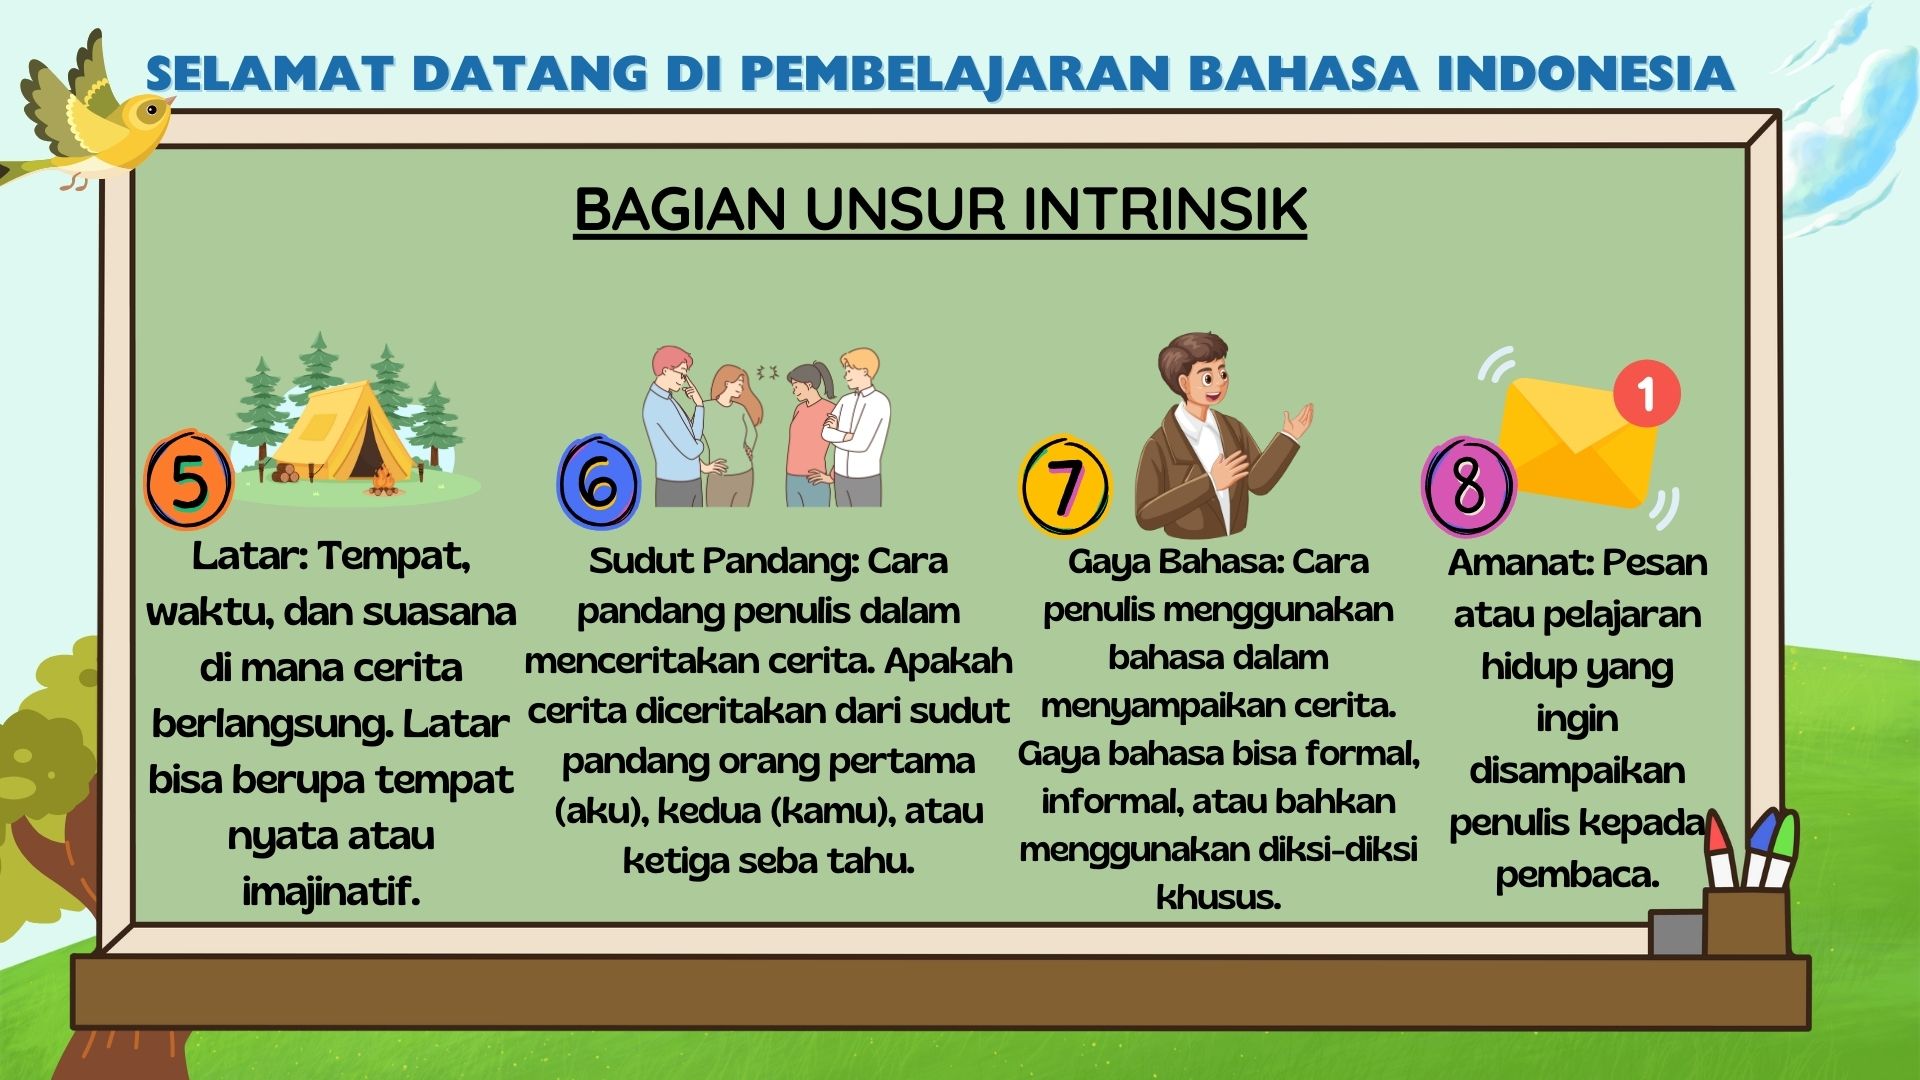 SELAMAT DATANG DI PEMBELAJARAN BAHASA INDONESIA
BAGIAN UNSUR INTRINSIK
5
Latar: Tempat,
waktu, dan suasana
di mana cerita
berlangsung. Latar
bisa berupa tempat
nyata atau
imajinatif.
6
Sudut Pandang: Cara
pandang penulis dalam
menceritakan cerita. Apakah
cerita diceritakan dari sudut
pandang orang pertama
(aku), kedua (kamu), atau
ketiga seba tahu.
7
Gaya Bahasa: Cara
penulis menggunakan
bahasa dalam
menyampaikan cerita.
Gaya bahasa bisa formal,
informal, atau bahkan
menggunakan diksi-diksi
khusus.
1
8
Amanat: Pesan
atau pelajaran
hidup yang
ingin
disampaikan
penulis kepada
pembaca.